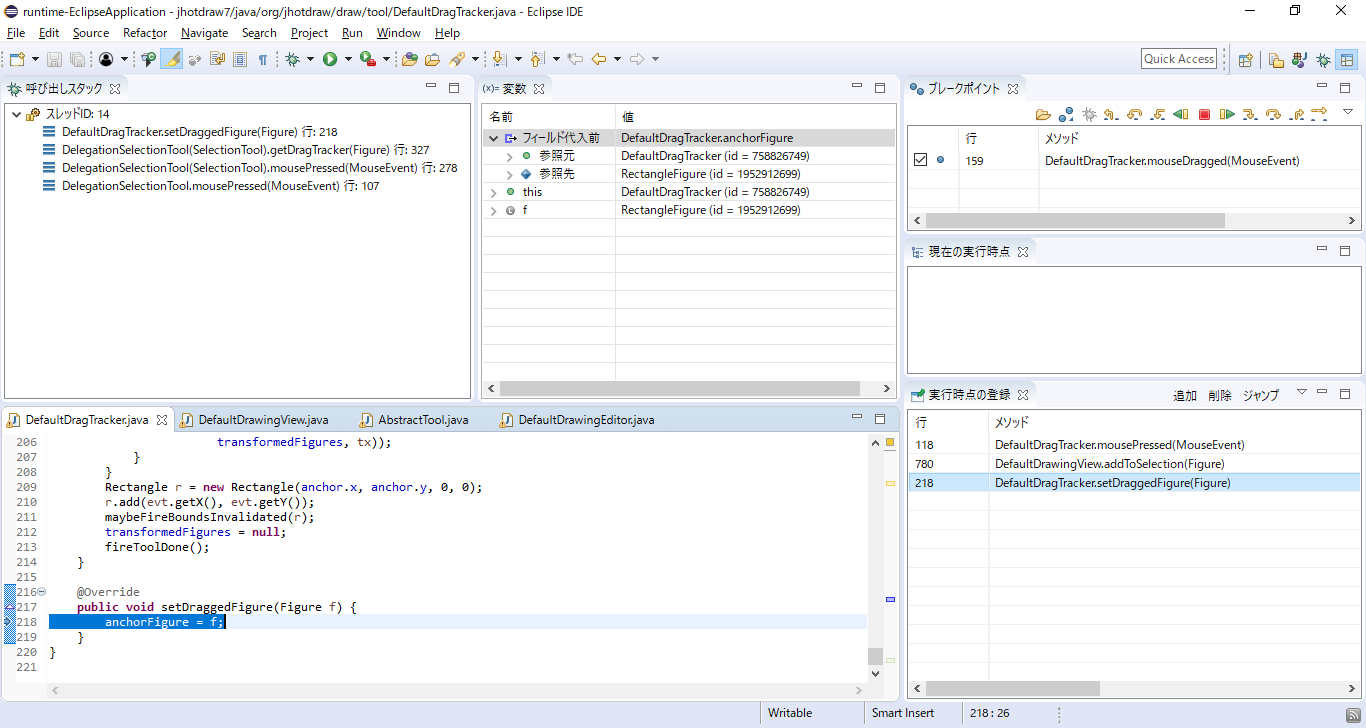 runtime-EclipseApplication - jhotdraw7/java/org/jhotdraw/draw/tool/DefaultDragTracker.java - Eclipse IDE
File Edit Source Refactor Navigate Search Project Run Window Help
Quick Access
呼び出しスタック
スレッドID: 14
DefaultDragTracker.setDraggedFigure(Figure) 行: 218
DelegationSelectionTool(SelectionTool).getDragTracker(Figure) 行: 327
DelegationSelectionTool(SelectionTool).mousePressed(MouseEvent) 行: 278
DelegationSelectionTool.mousePressed(MouseEvent) 行: 107
(x)= 変数
名前 値
フィールド代入前 DefaultDragTracker.anchorFigure
参照元 DefaultDragTracker (id = 758826749)
参照先 RectangleFigure (id = 1952912699)
this DefaultDragTracker (id = 758826749)
f RectangleFigure (id = 1952912699)
ブレークポイント
行 メソッド
159 DefaultDragTracker.mouseDragged(MouseEvent)
現在の実行時点
実行時点の登録 追加 削除 ジャンプ
行 メソッド
118 DefaultDragTracker.mousePressed(MouseEvent)
780 DefaultDrawingView.addToSelection(Figure)
218 DefaultDragTracker.setDraggedFigure(Figure)
DefaultDragTracker.java DefaultDrawingView.java AbstractTool.java DefaultDrawingEditor.java
206 transformedFigures, tx));
207 }
208 }
209 Rectangle r = new Rectangle(anchor.x, anchor.y, 0, 0);
210 r.add(evt.getX(), evt.getY());
211 maybeFireBoundsInvalidated(r);
212 transformedFigures = null;
213 fireToolDone();
214 }
215
216 @Override
217 public void setDraggedFigure(Figure f) {
218 anchorFigure = f;
219 }
220 }
221
Writable Smart Insert 218 : 26